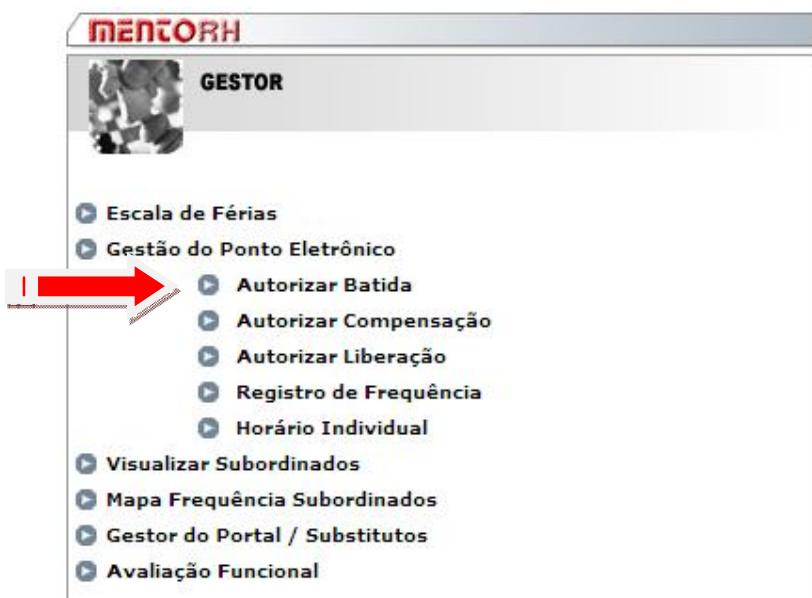 MENTORH
GESTOR
Escala de Férias
Gestão do Ponto Eletrônico
Autorizar Batida
Autorizar Compensação
Autorizar Liberação
Registro de Frequência
Horário Individual
Visualizar Subordinados
Mapa Frequência Subordinados
Gestor do Portal / Substitutos
Avaliação Funcional